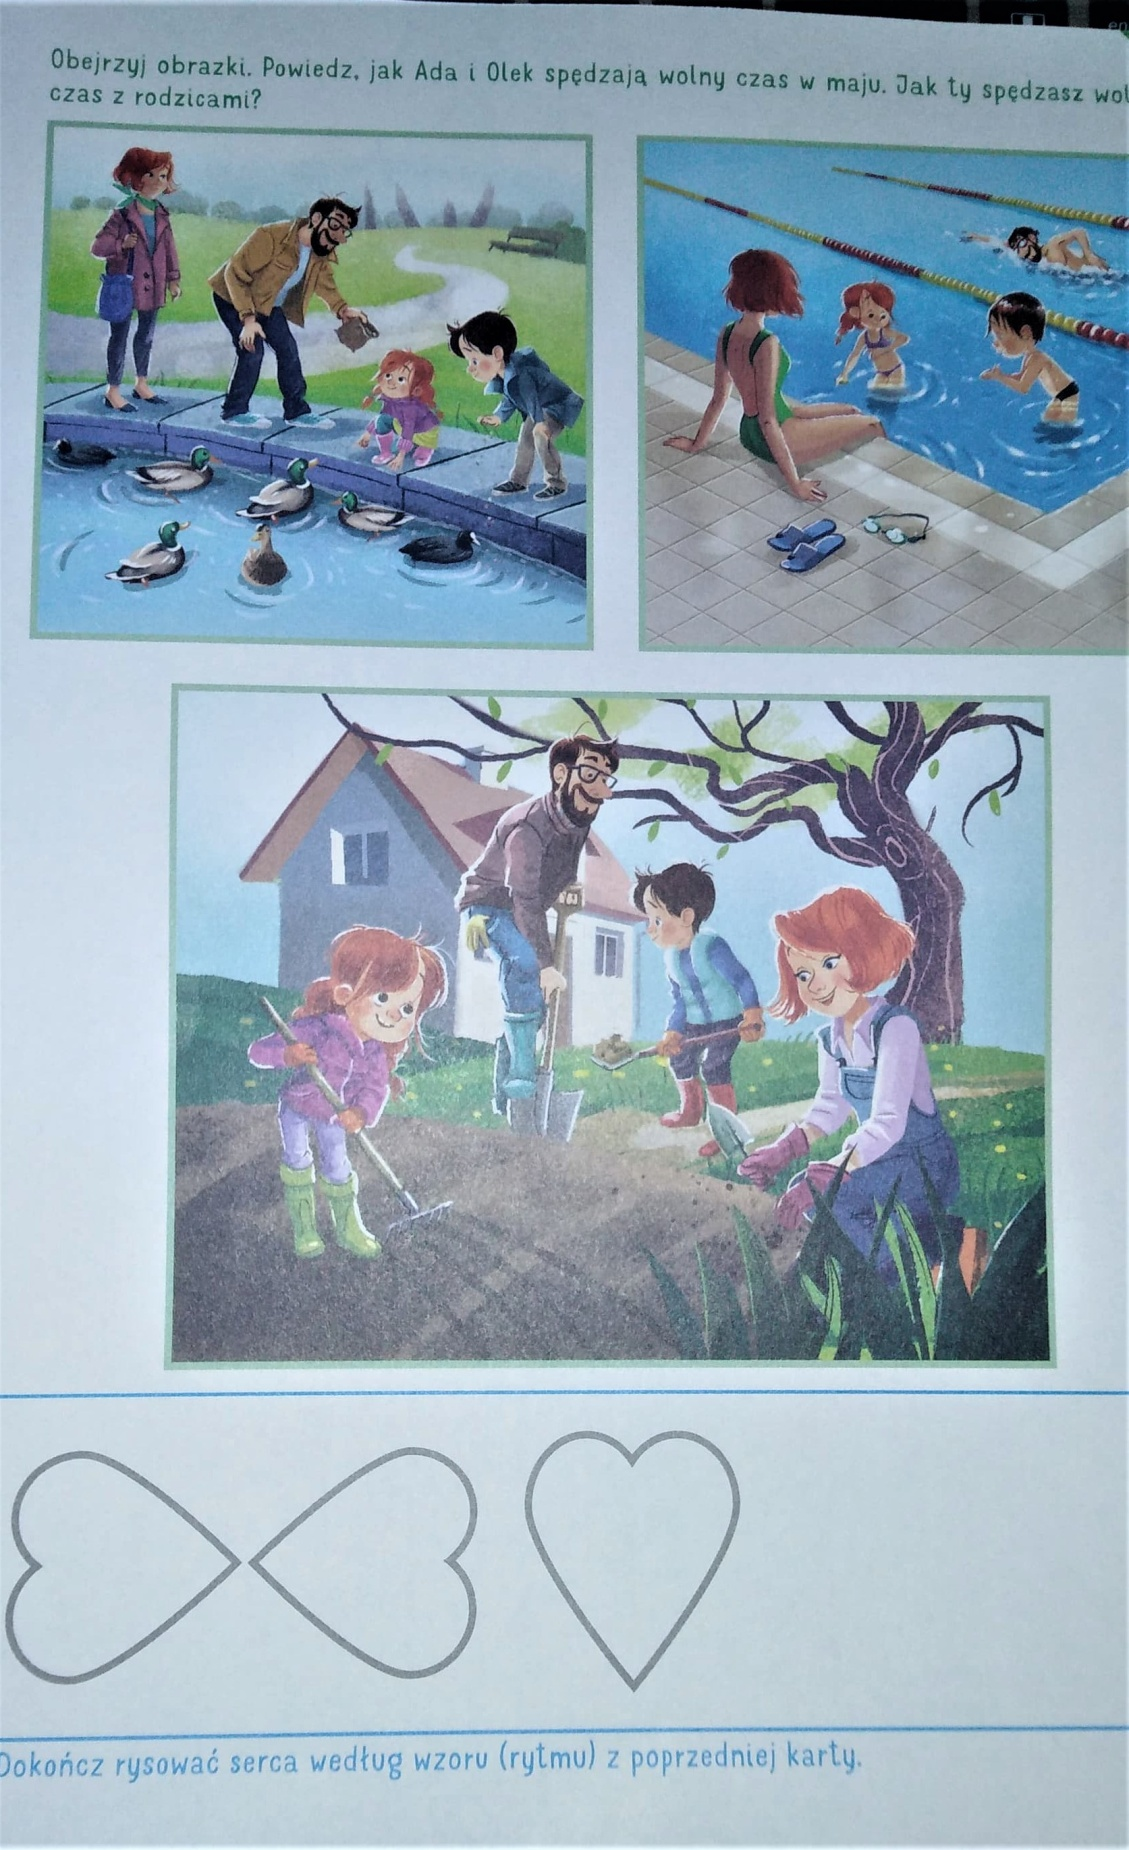 Obejrzyj obrazki. Powiedz, jak Ada i Olek spędzają wolny czas w maju. Jak ty spędzasz
czas z rodzicami?
Dokończ rysować serca według wzoru (rytmu) z poprzedniej karty.